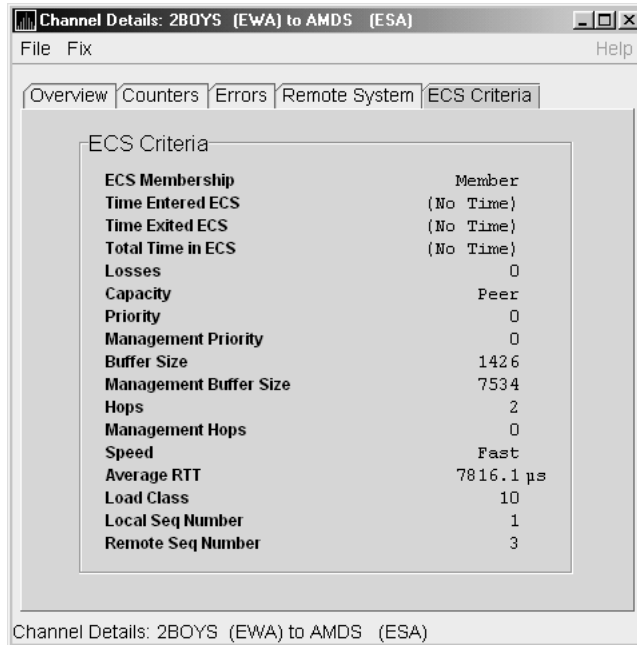 Channel Details: 2BOYS (EWA) to AMDS (ESA)
File Fix Help
Overview Counters Errors Remote System ECS Criteria
ECS Criteria
ECS Membership Member
Time Entered ECS (No Time)
Time Exited ECS (No Time)
Total Time in ECS (No Time)
Losses 0
Capacity Peer
Priority 0
Management Priority 0
Buffer Size 1426
Management Buffer Size 7534
Hops 2
Management Hops 0
Speed Fast
Average RTT 7816.1 µs
Load Class 10
Local Seq Number 1
Remote Seq Number 3
Channel Details: 2BOYS (EWA) to AMDS (ESA)